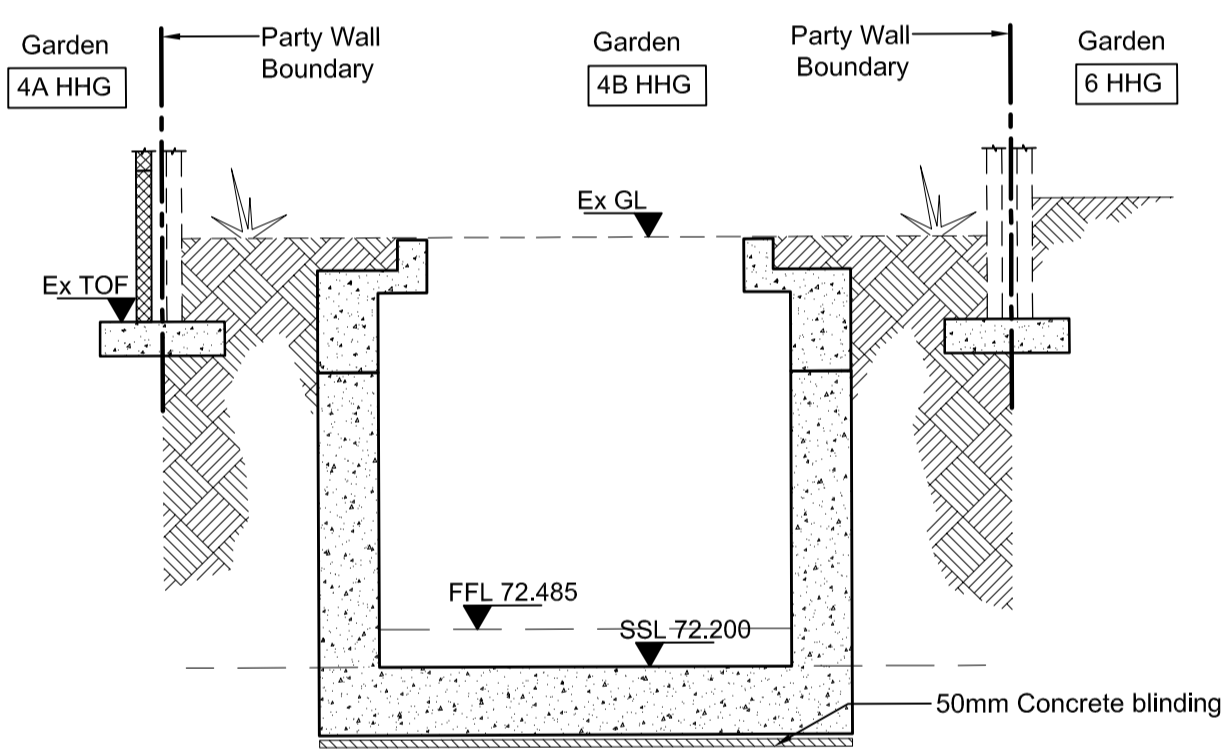 Garden
4A HHG
Party Wall
Boundary
Garden
4B HHG
Party Wall
Boundary
Garden
6 HHG
Ex GL
Ex TOF
FFL 72.485
SSL 72.200
50mm Concrete blinding